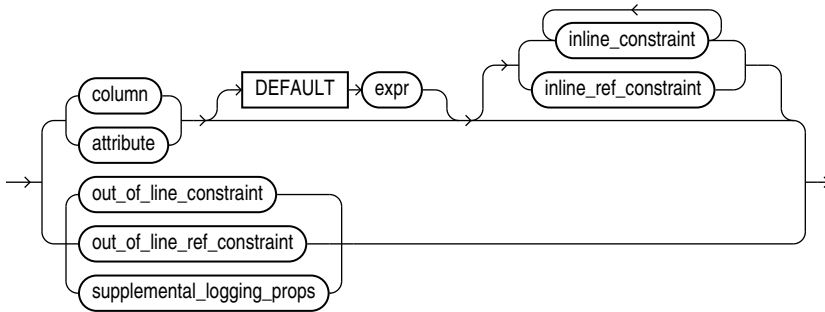 inline_constraint
column
DEFAULT expr
inline_ref_constraint
attribute
out_of_line_constraint
out_of_line_ref_constraint
supplemental_logging_props